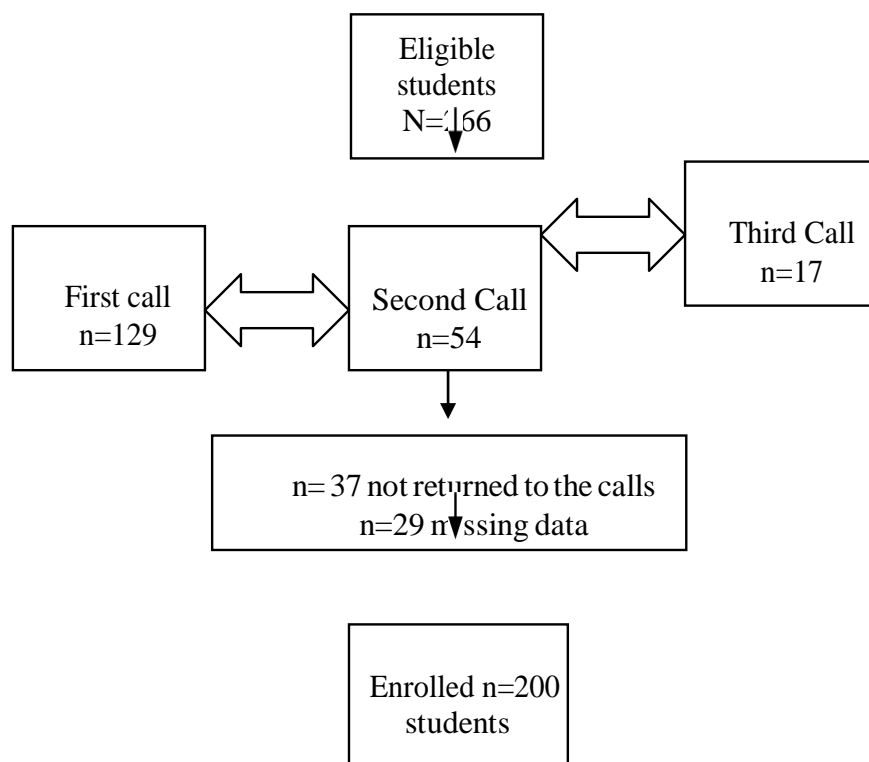 Eligible
students
N=266
Third Call
n=17
First call
n=129
Second Call
n=54
n= 37 not returned to the calls
n=29 missing data
Enrolled n=200
students